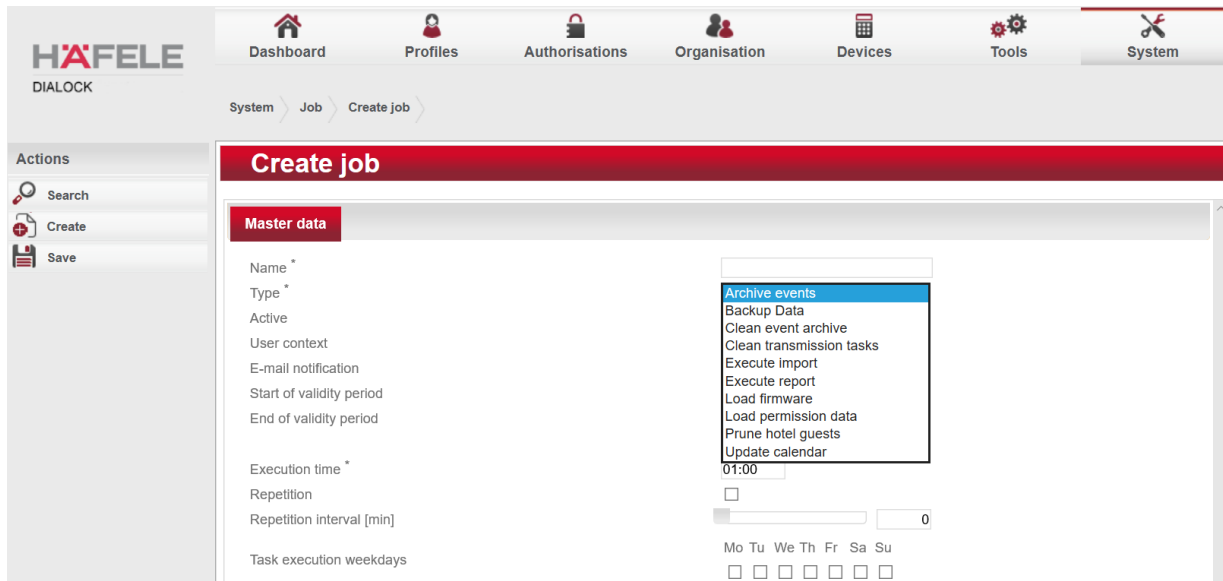 HÄFELE
DIALOCK
Dashboard
Profiles
Authorisations
Organisation
Devices
Tools
System
System
Job
Create job
Actions
Search
Create
Save
Create job
Master data
Name *
Type *
Archive events
Active
Backup Data
Clean event archive
User context
Clean transmission tasks
E-mail notification
Execute import
Execute report
Start of validity period
Load firmware
End of validity period
Load permission data
Prune hotel guests
Update calendar
Execution time *
01:00
Repetition
Repetition interval [min]
0
Task execution weekdays
Mo Tu We Th Fr Sa Su